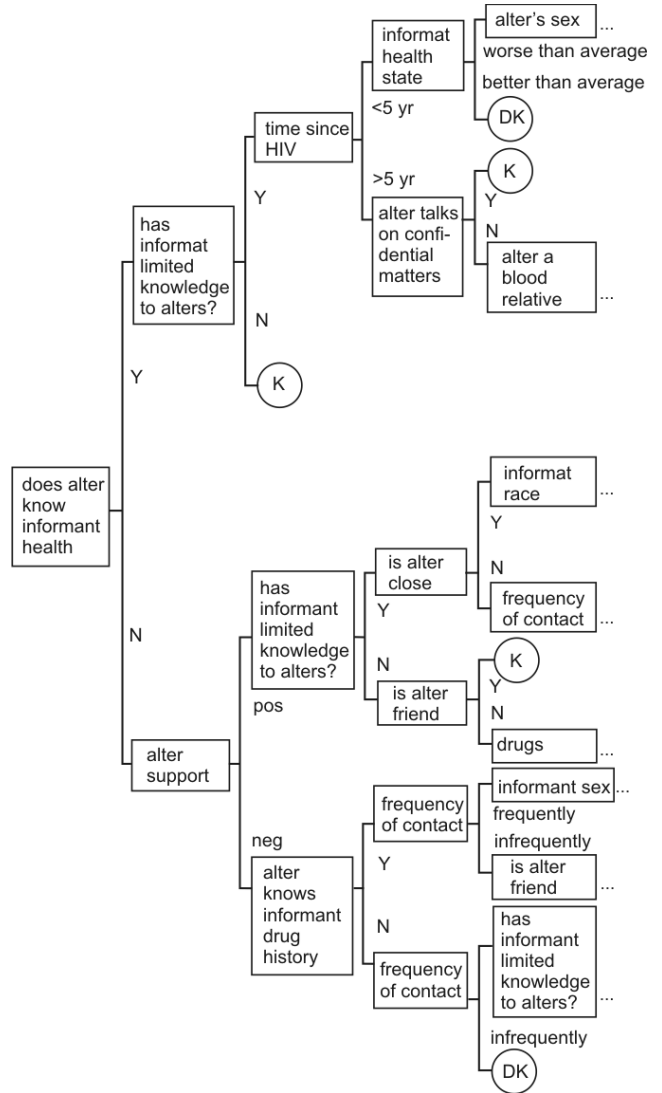 alter's sex ...
worse than average
informat
health
state
better than average
<5 yr
DK
time since
HIV
>5 yr
K
Y
N
alter talks
on confi-
dential
matters
alter a
blood
relative ...
Y
has
informat
limited
knowledge
to alters?
N
K
Y
does alter
know
informant
health
N
informat
race ...
Y
is alter
close
N
frequency
of contact ...
has
informant
limited
knowledge
to alters?
Y
N
K
Y
is alter
friend
N
drugs ...
pos
alter
support
neg
informant sex ...
frequently
frequency
of contact
infrequently
is alter
friend ...
Y
alter
knows
informant
drug
history
N
has
informant
limited
knowledge
to alters? ...
frequency
of contact
infrequently
DK